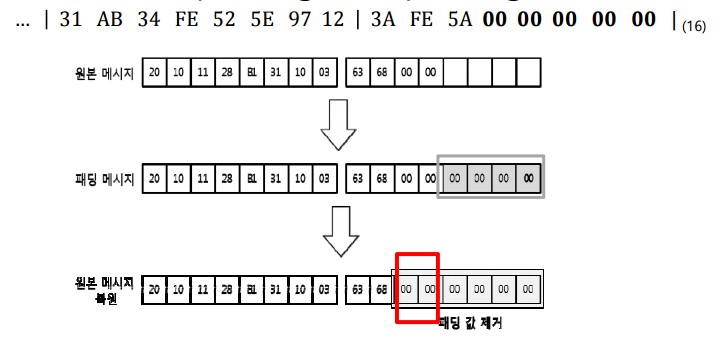 ... | 31 AB 34 FE 52 5E 97 12 | 3A FE 5A 00 00 00 00 00 |(16)
원본 메시지 20 10 11 28 B1 31 10 03 63 68 00 00
패딩 메시지 20 10 11 28 B1 31 10 03 63 68 00 00 00 00 00 00
원본 메시지
복원
20 10 11 28 B1 31 10 03 63 68 00 00 00 00 00 00
패딩 값 제거